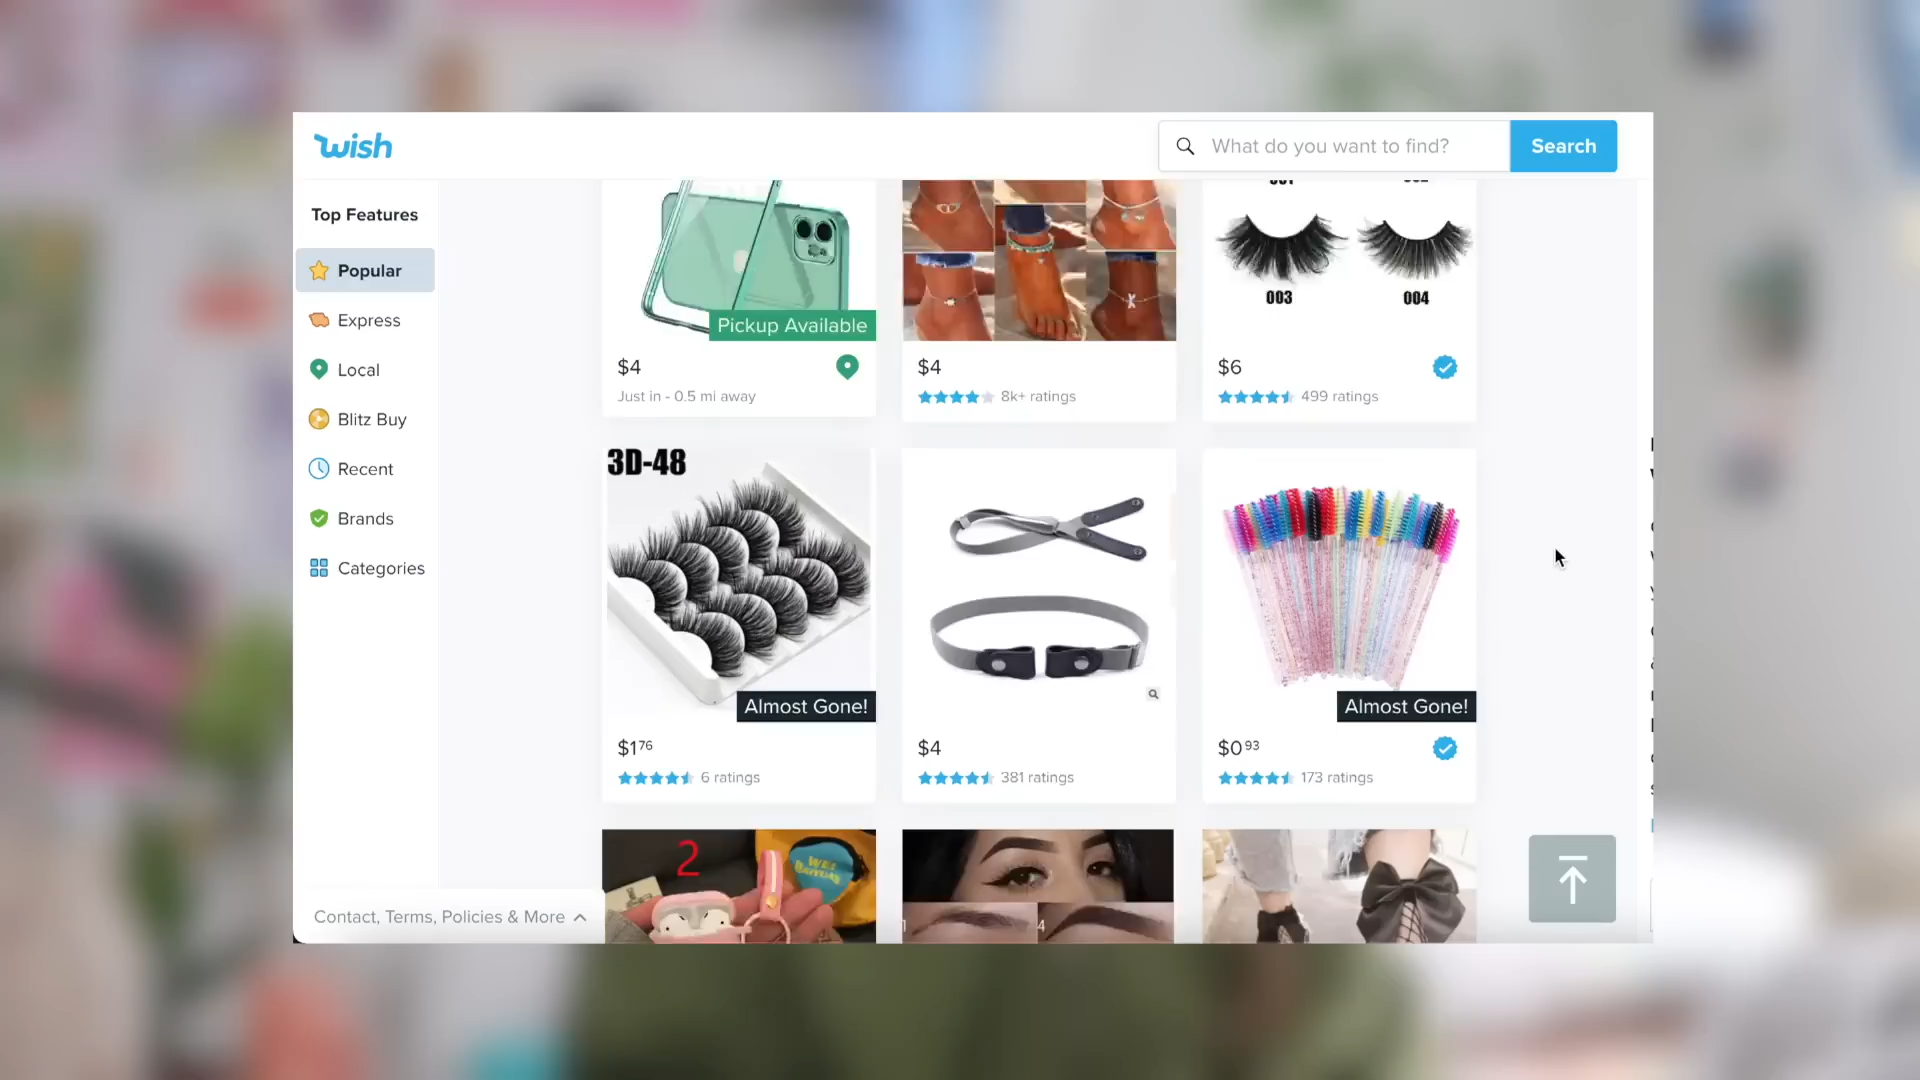 wish
What do you want to find?
Search
Top Features
Popular
Express
Local
Blitz Buy
Recent
Brands
Categories
Contact, Terms, Policies & More
003
004
Pickup Available
$4
Just in - 0.5 mi away
$4
8k+ ratings
$6
499 ratings
3D-48
Almost Gone!
Almost Gone!
$1.76
6 ratings
$4
381 ratings
$0.93
173 ratings
2
4